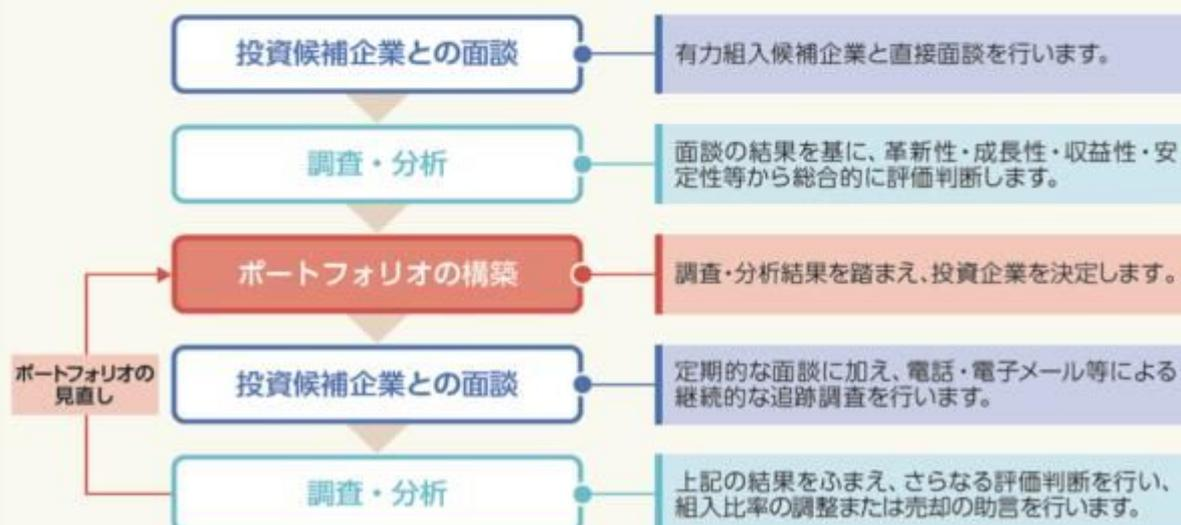 投資候補企業との面談
有力組入候補企業と直接面談を行います。
調査・分析
面談の結果を基に、革新性・成長性・収益性・安
定性等から総合的に評価判断します。
ポートフォリオの構築
調査・分析結果を踏まえ、投資企業を決定します。
ポートフォリオの
見直し
投資候補企業との面談
定期的な面談に加え、電話・電子メール等による
継続的な追跡調査を行います。
調査・分析
上記の結果をふまえ、さらなる評価判断を行い、
組入比率の調整または売却の助言を行います。